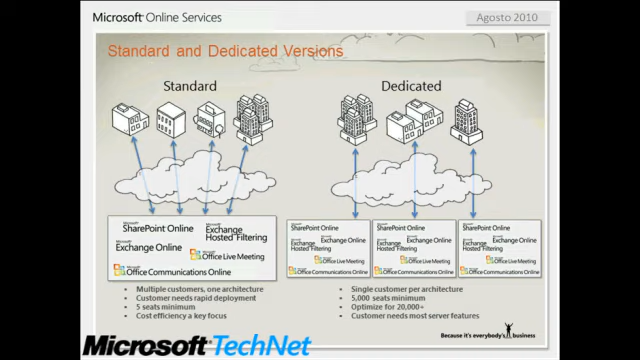 Microsoft Online Services
Agosto 2010
Standard and Dedicated Versions
Standard
Dedicated
Microsoft
SharePoint Online
Microsoft
Exchange
Hosted Filtering
Microsoft
Exchange Online
Office Live Meeting
Office Communications Online
SharePoint Online
Exchange
Hosted Filtering
Exchange Online
Office Live Meeting
Office Communications Online
SharePoint Online
Exchange
Hosted Filtering
Exchange Online
Office Live Meeting
Office Communications Online
SharePoint Online
Exchange
Hosted Filtering
Exchange Online
Office Live Meeting
Office Communications Online
• Multiple customers, one architecture
• Customer needs rapid deployment
• 5 seats minimum
• Cost efficiency a key focus
• Single customer per architecture
• 5,000 seats minimum
• Optimize for 20,000+
• Customer needs most server features
Because it's everybody's business
Microsoft TechNet